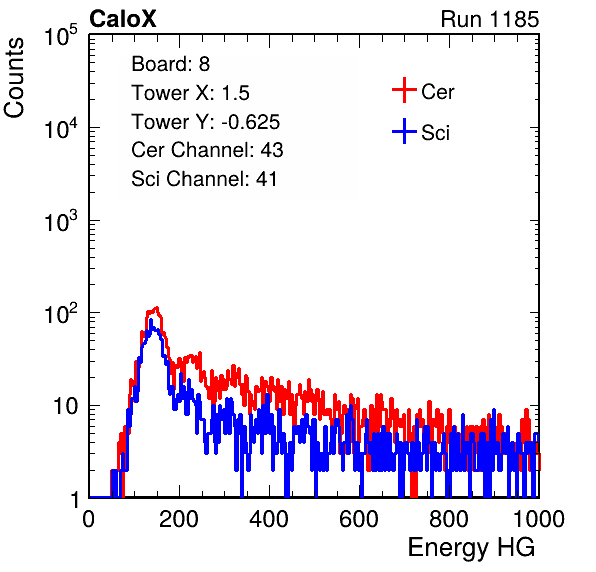 CaloX Run 1185
Counts
10^5
10^4
10^3
10^2
10
1
Board: 8
Tower X: 1.5
Tower Y: -0.625
Cer Channel: 43
Sci Channel: 41
Cer
Sci
0 200 400 600 800 1000
Energy HG